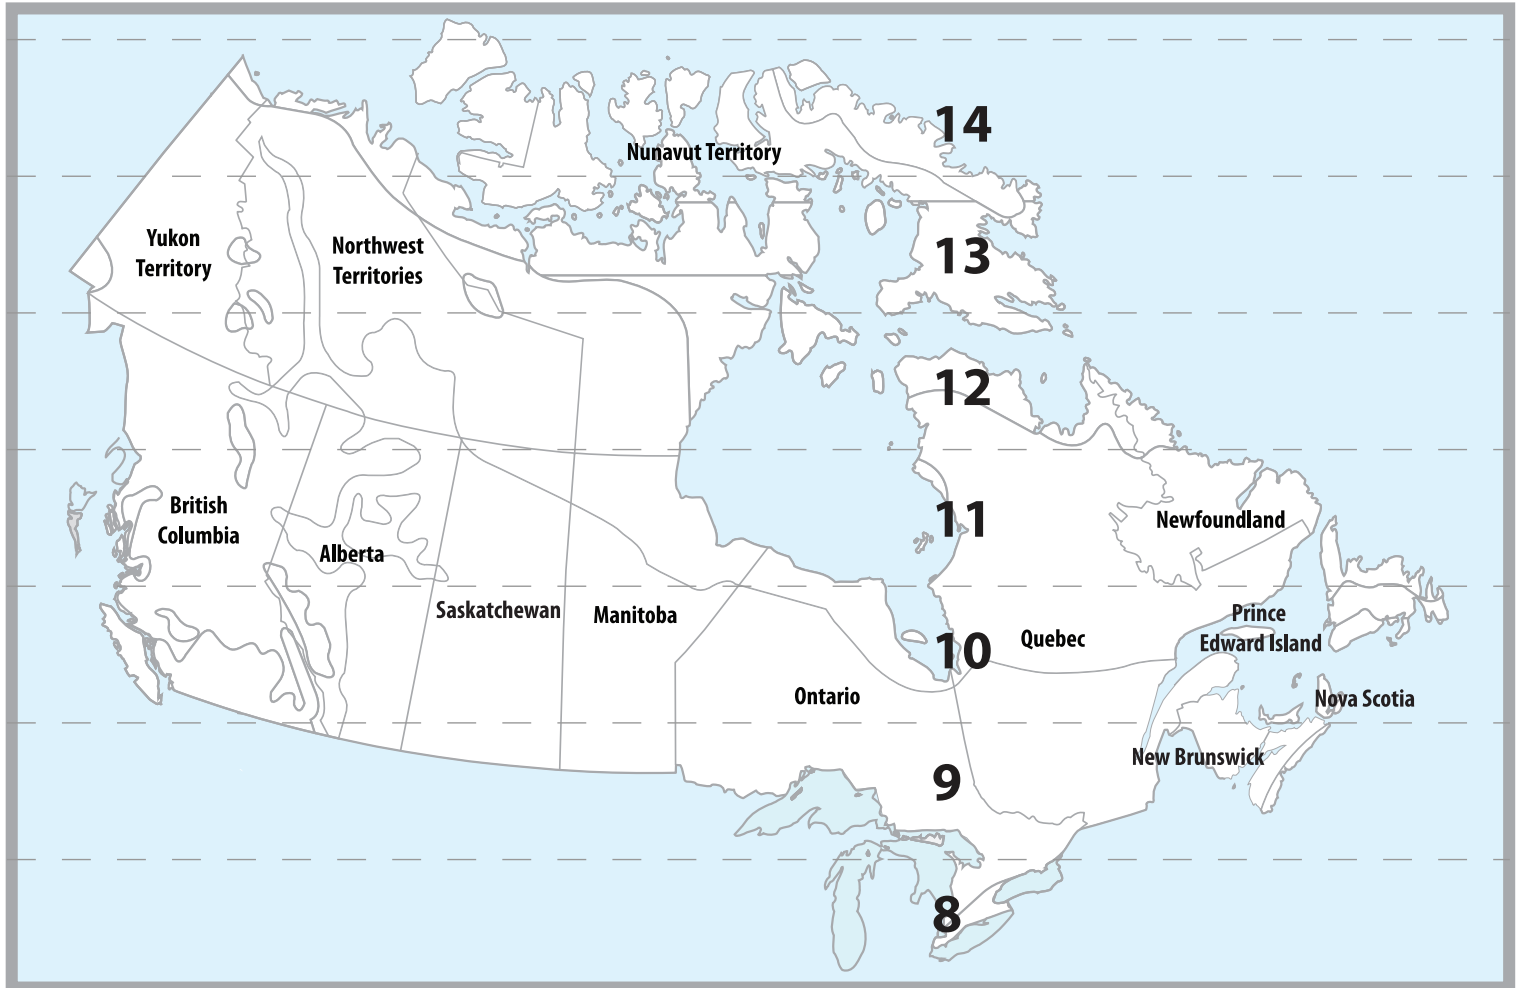 14
Nunavut Territory
Yukon
Territory
Northwest
Territories
13
12
British
Columbia
11
Newfoundland
Alberta
Saskatchewan
Manitoba
Prince
Edward Island
10
Quebec
Ontario
Nova Scotia
New Brunswick
9
8